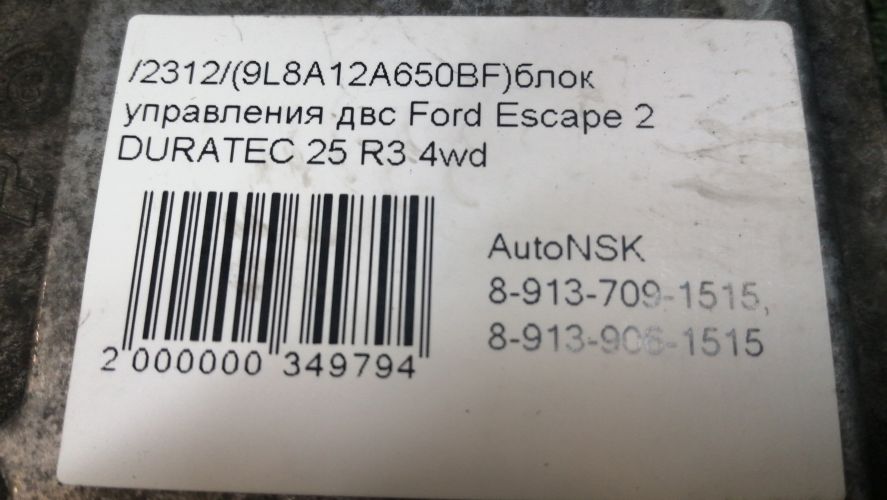 /2312/(9L8A12A650BF)блок
управления двс Ford Escape 2
DURATEC 25 R3 4wd
AutoNSK
8-913-709-1515,
8-913-906-1515
2 000000 349794